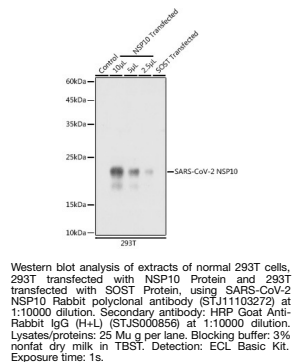 NSP10 Transfected
Control
10μL
5μL
2.5μL
SOST Transfected
60kDa
45kDa
35kDa
25kDa
SARS-CoV-2 NSP10
15kDa
10kDa
293T
Western blot analysis of extracts of normal 293T cells,
293T transfected with NSP10 Protein and 293T
transfected with SOST Protein, using SARS-CoV-2
NSP10 Rabbit polyclonal antibody (STJ11103272) at
1:10000 dilution. Secondary antibody: HRP Goat Anti-
Rabbit IgG (H+L) (STJS000856) at 1:10000 dilution.
Lysates/proteins: 25 Mu g per lane. Blocking buffer: 3%
nonfat dry milk in TBST. Detection: ECL Basic Kit.
Exposure time: 1s.